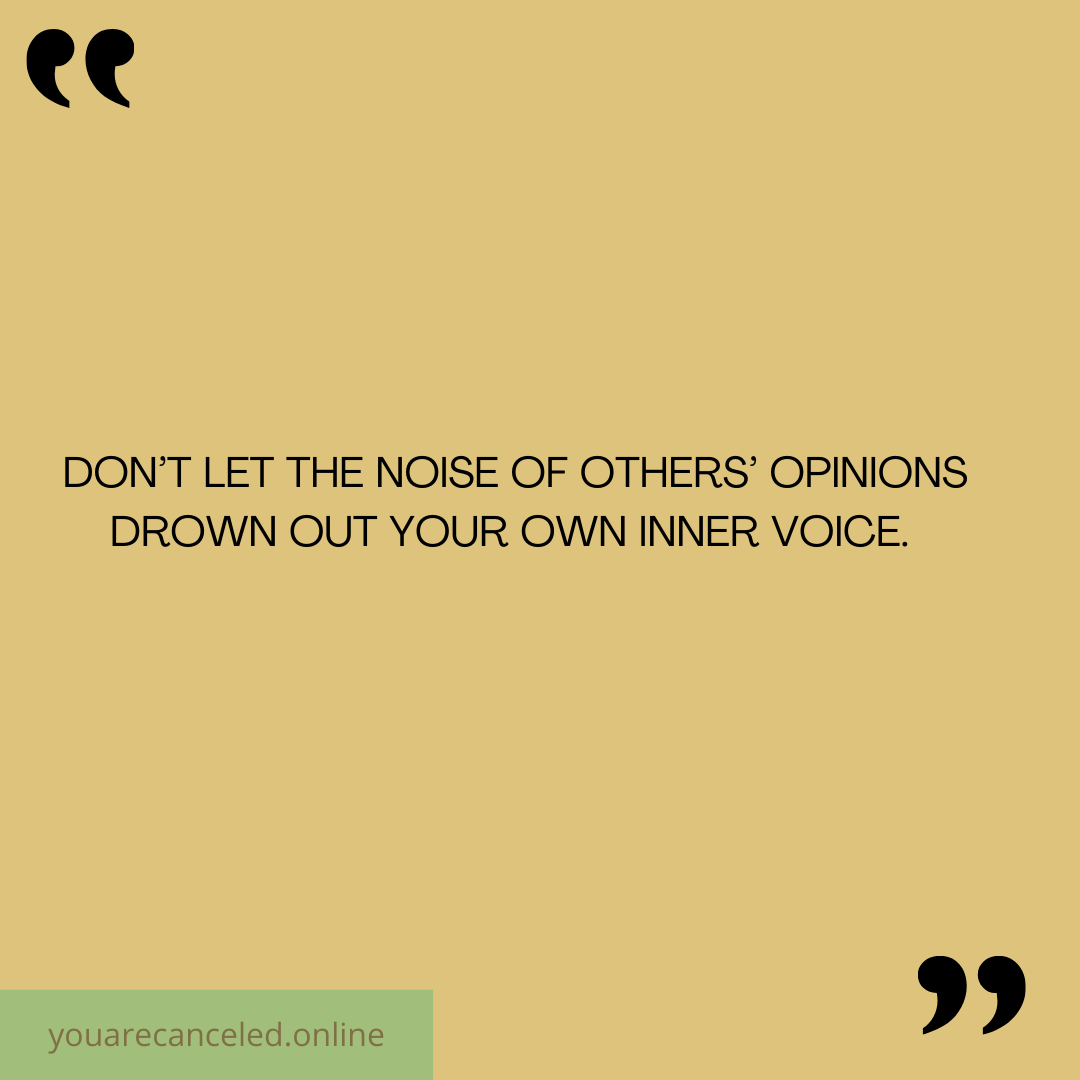 “
DON’T LET THE NOISE OF OTHERS’ OPINIONS
DROWN OUT YOUR OWN INNER VOICE.
”
youarecanceled.online